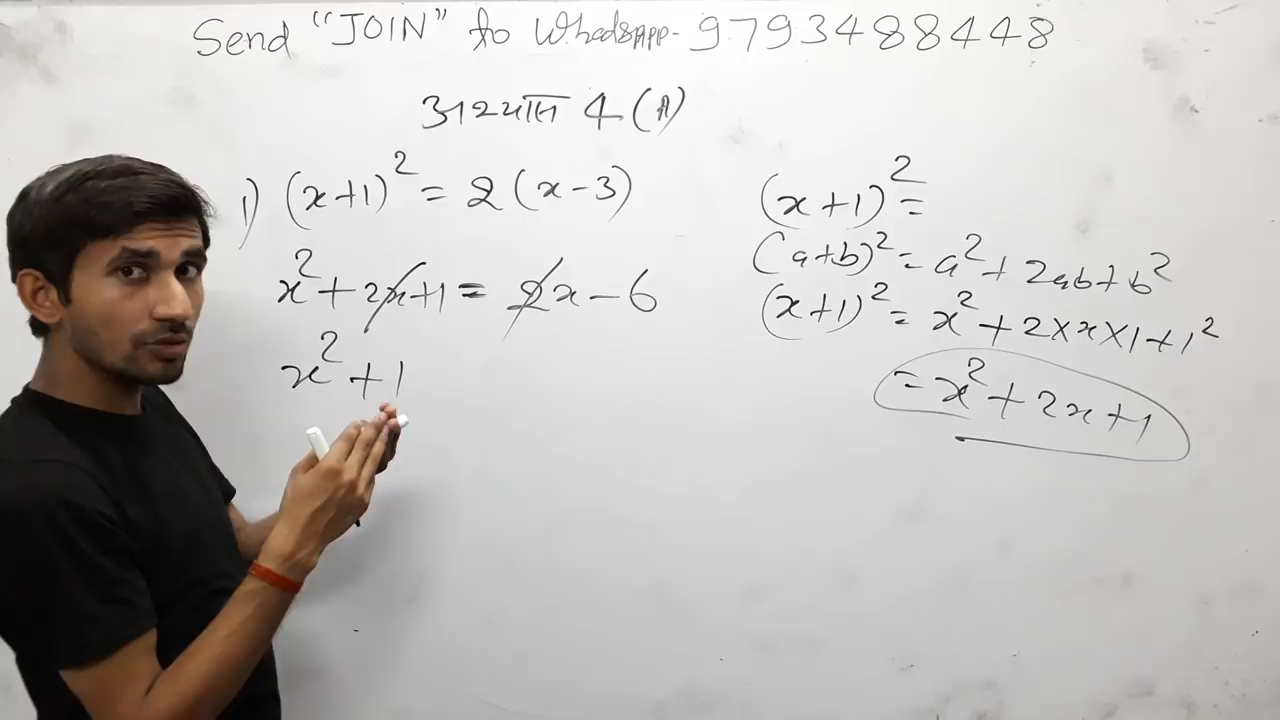 Send "JOIN" to WhatsApp- 9793488448
अभ्यास 4 (A)
1) (x+1)² = 2(x-3)
x² + 2x + 1 = 2x - 6
x² + 1
(x+1)² =
(a+b)² = a² + 2ab + b²
(x+1)² = x² + 2×x×1 + 1²
= x² + 2x + 1